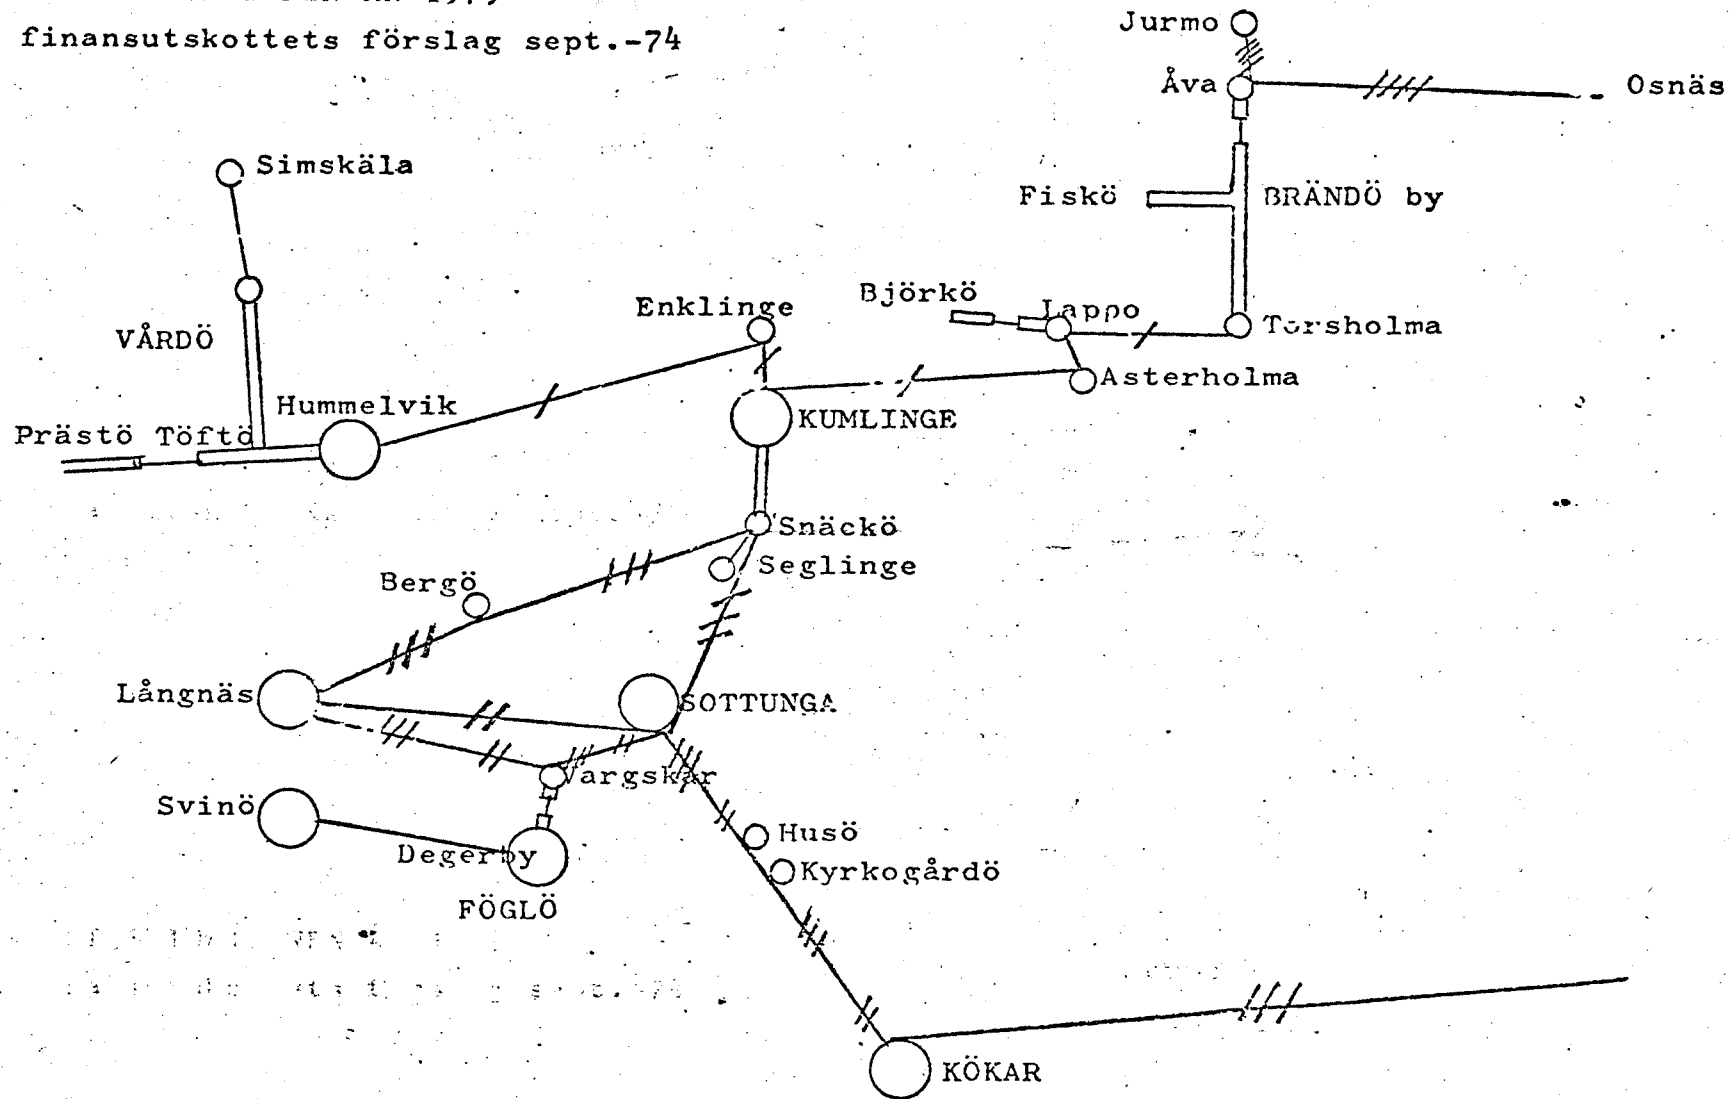 finansutskottets förslag sept.-74
Jurmo
Åva
Osnäs
Simskäla
Fiskö
BRÄNDÖ by
Enklinge
Björkö
Lappo
Torsholma
VÅRDÖ
Asterholma
Hummelvik
KUMLINGE
Prästö Töftö
Snäckö
Seglinge
Bergö
Långnäs
SOTTUNGA
Vargskär
Svinö
Husö
Degerby
Kyrkogårdö
FÖGLÖ
KÖKAR